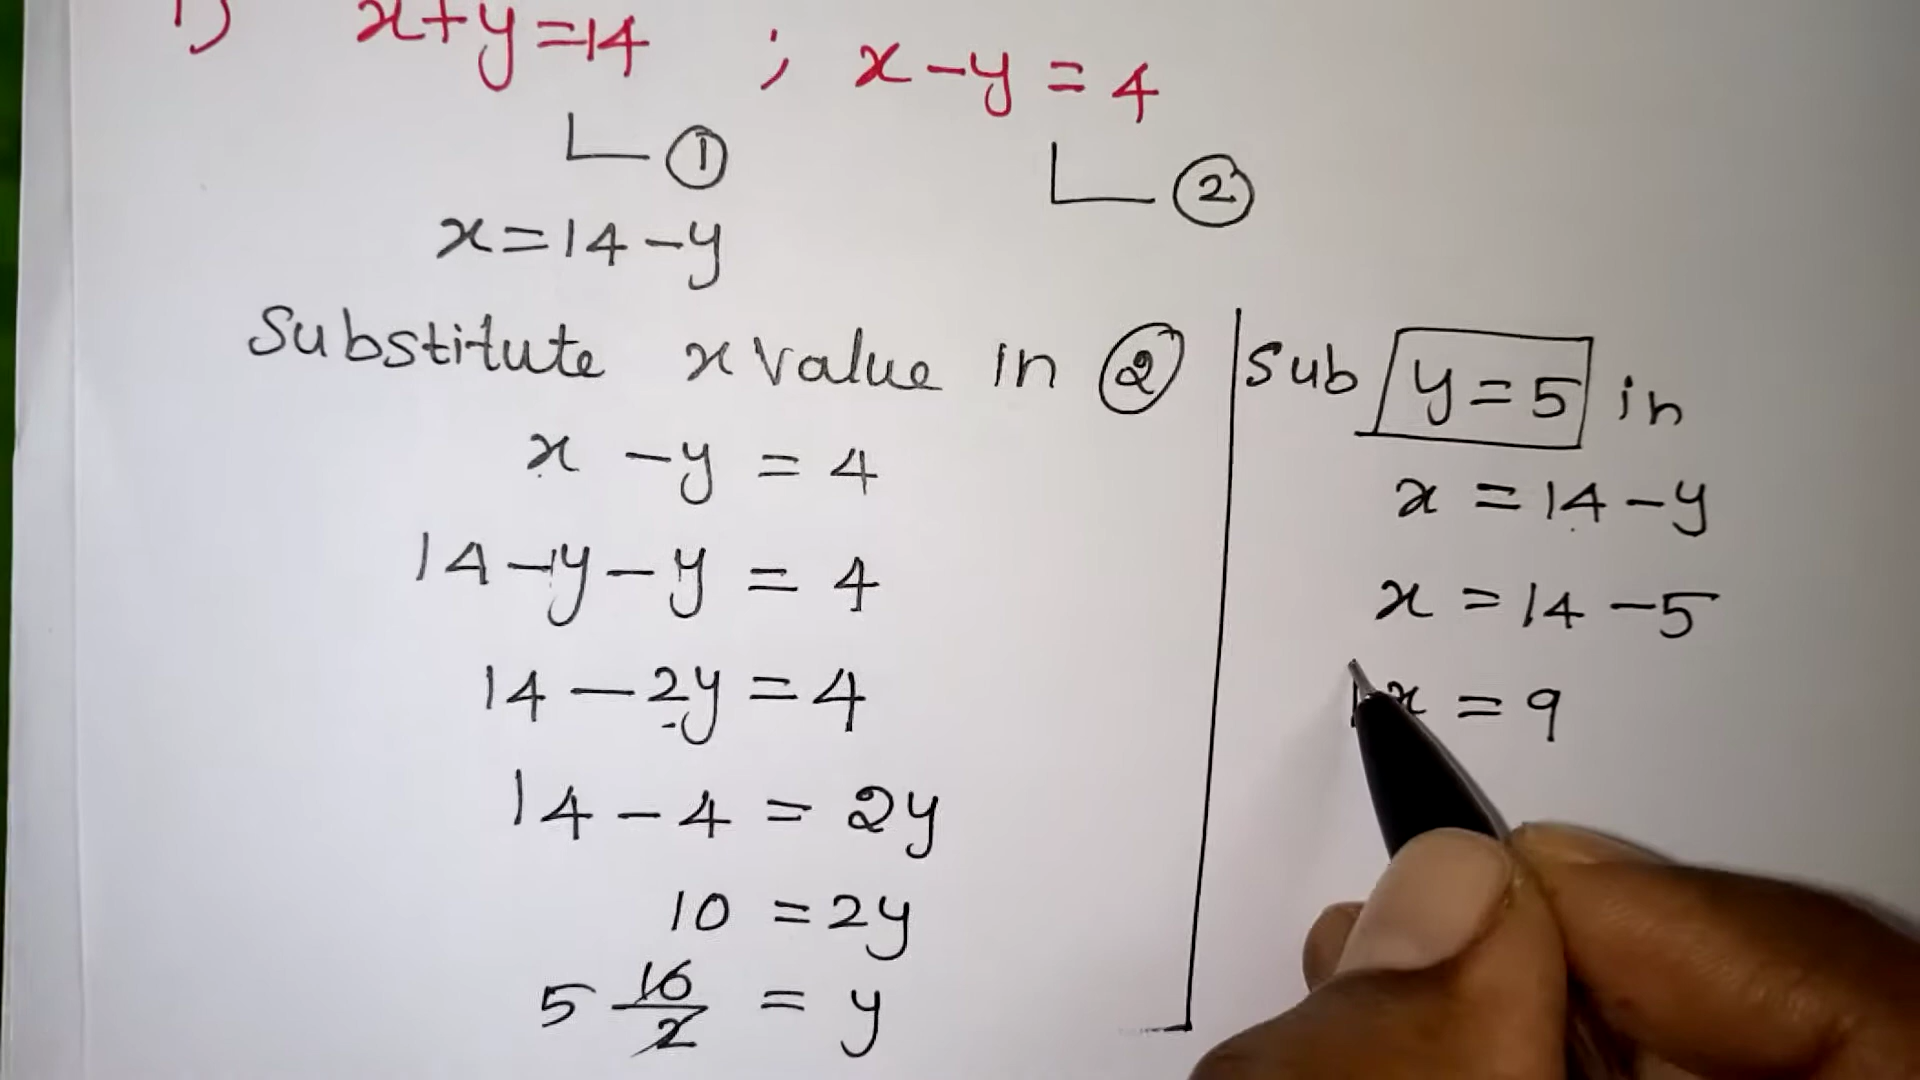 1) x+y=14 ; x-y=4
①
②
x=14-y
Substitute x value in ②
x-y=4
14-y-y=4
14-2y=4
14-4=2y
10=2y
5 10/2 = y
Sub y=5 in
x=14-y
x=14-5
x=9